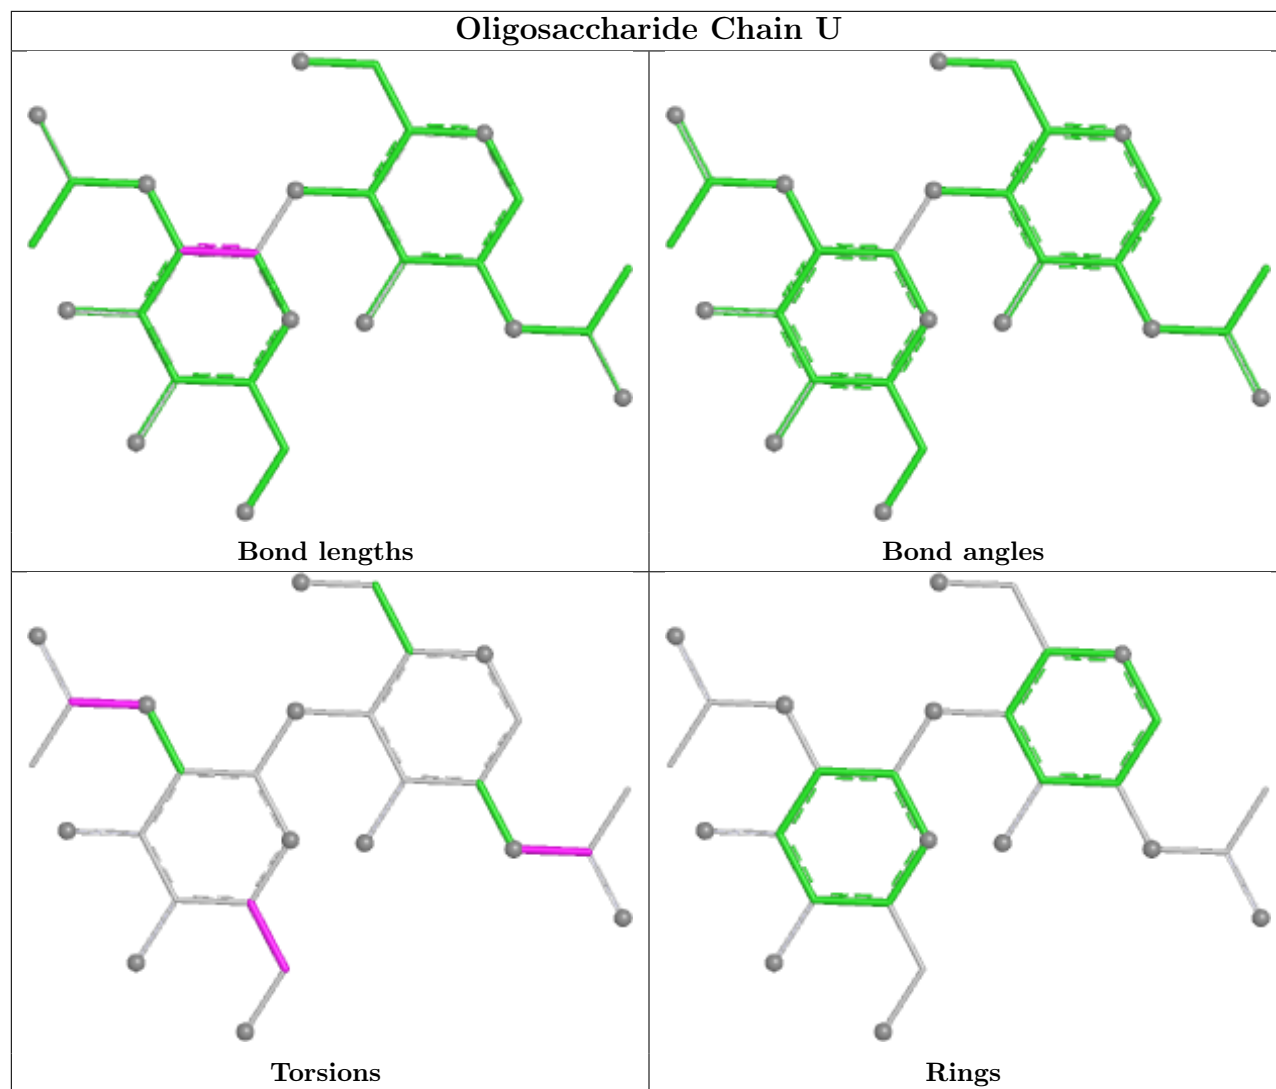 Oligosaccharide Chain U
Bond lengths
Bond angles
Torsions
Rings